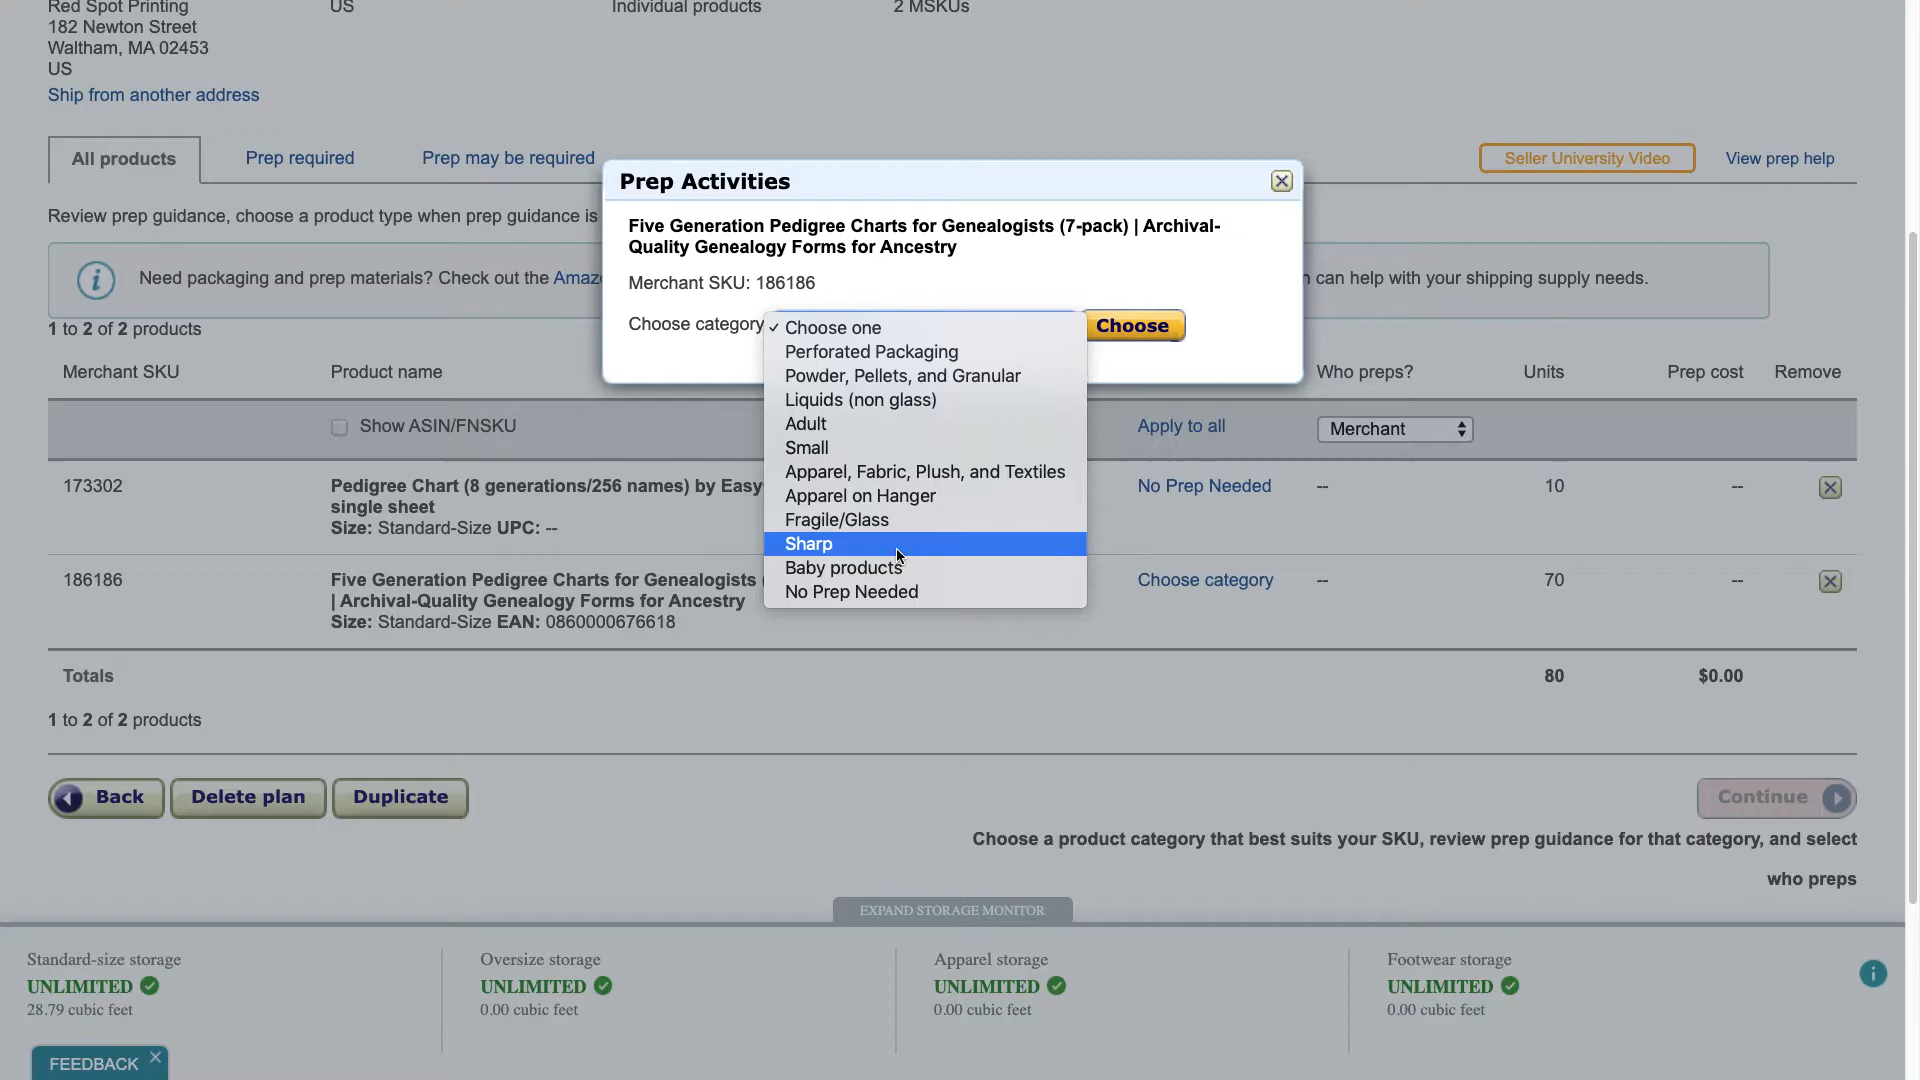 Red Spot Printing
US
Individual products
2 MSKUs
182 Newton Street
Waltham, MA 02453
US
Ship from another address
All products
Prep required
Prep may be required
Seller University Video
View prep help
Review prep guidance, choose a product type when prep guidance is
Need packaging and prep materials? Check out the Amaz
can help with your shipping supply needs.
1 to 2 of 2 products
Prep Activities
Five Generation Pedigree Charts for Genealogists (7-pack) | Archival-
Quality Genealogy Forms for Ancestry
Merchant SKU: 186186
Choose category
Choose
✓ Choose one
Perforated Packaging
Powder, Pellets, and Granular
Liquids (non glass)
Adult
Small
Apparel, Fabric, Plush, and Textiles
Apparel on Hanger
Fragile/Glass
Sharp
Baby products
No Prep Needed
Merchant SKU
Product name
Who preps?
Units
Prep cost
Remove
Show ASIN/FNSKU
Apply to all
Merchant
173302
Pedigree Chart (8 generations/256 names) by Easy
single sheet
Size: Standard-Size UPC: --
No Prep Needed
--
10
--
186186
Five Generation Pedigree Charts for Genealogists
| Archival-Quality Genealogy Forms for Ancestry
Size: Standard-Size EAN: 0860000676618
Choose category
--
70
--
Totals
80
$0.00
1 to 2 of 2 products
Back
Delete plan
Duplicate
Continue
Choose a product category that best suits your SKU, review prep guidance for that category, and select
who preps
EXPAND STORAGE MONITOR
Standard-size storage
UNLIMITED
28.79 cubic feet
Oversize storage
UNLIMITED
0.00 cubic feet
Apparel storage
UNLIMITED
0.00 cubic feet
Footwear storage
UNLIMITED
0.00 cubic feet
FEEDBACK